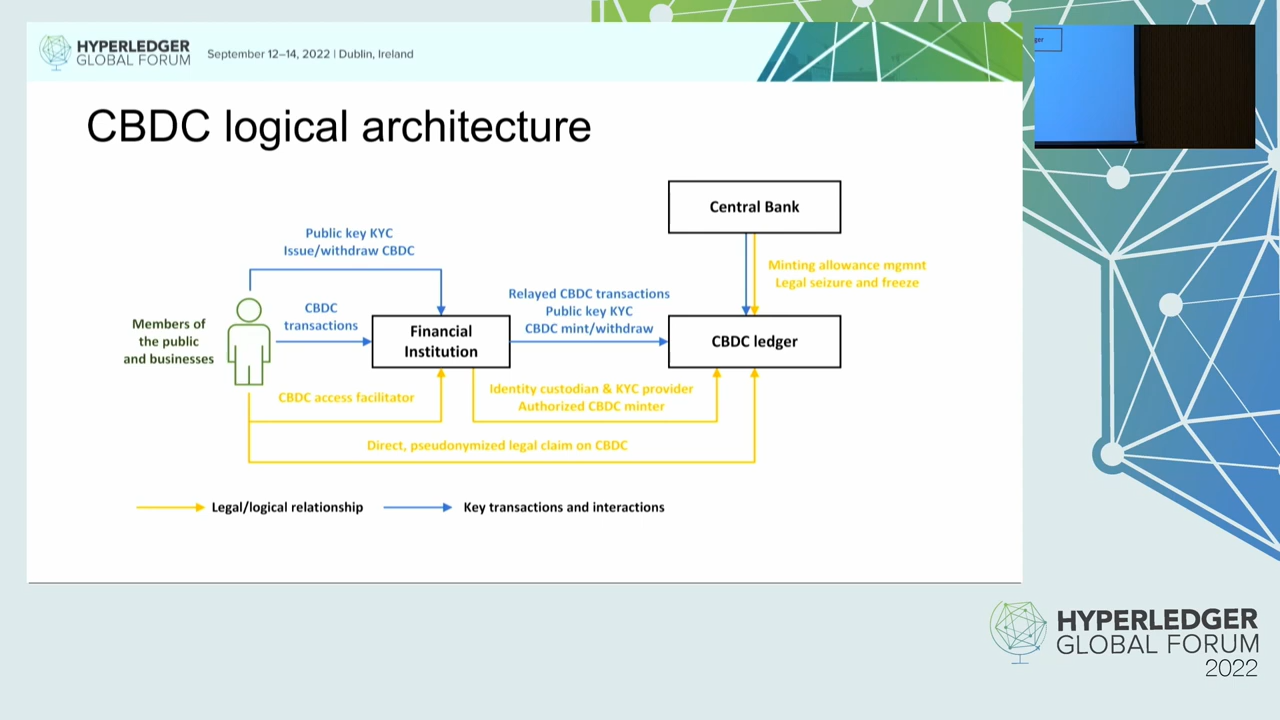 HYPERLEDGER
GLOBAL FORUM
September 12–14, 2022 | Dublin, Ireland
CBDC logical architecture
Central Bank
Public key KYC
Issue/withdraw CBDC
Minting allowance mgmnt
Legal seizure and freeze
Relayed CBDC transactions
Public key KYC
CBDC mint/withdraw
CBDC
transactions
Members of
the public
and businesses
Financial
Institution
CBDC ledger
CBDC access facilitator
Identity custodian & KYC provider
Authorized CBDC minter
Direct, pseudonymized legal claim on CBDC
Legal/logical relationship
Key transactions and interactions
HYPERLEDGER
GLOBAL FORUM
2022